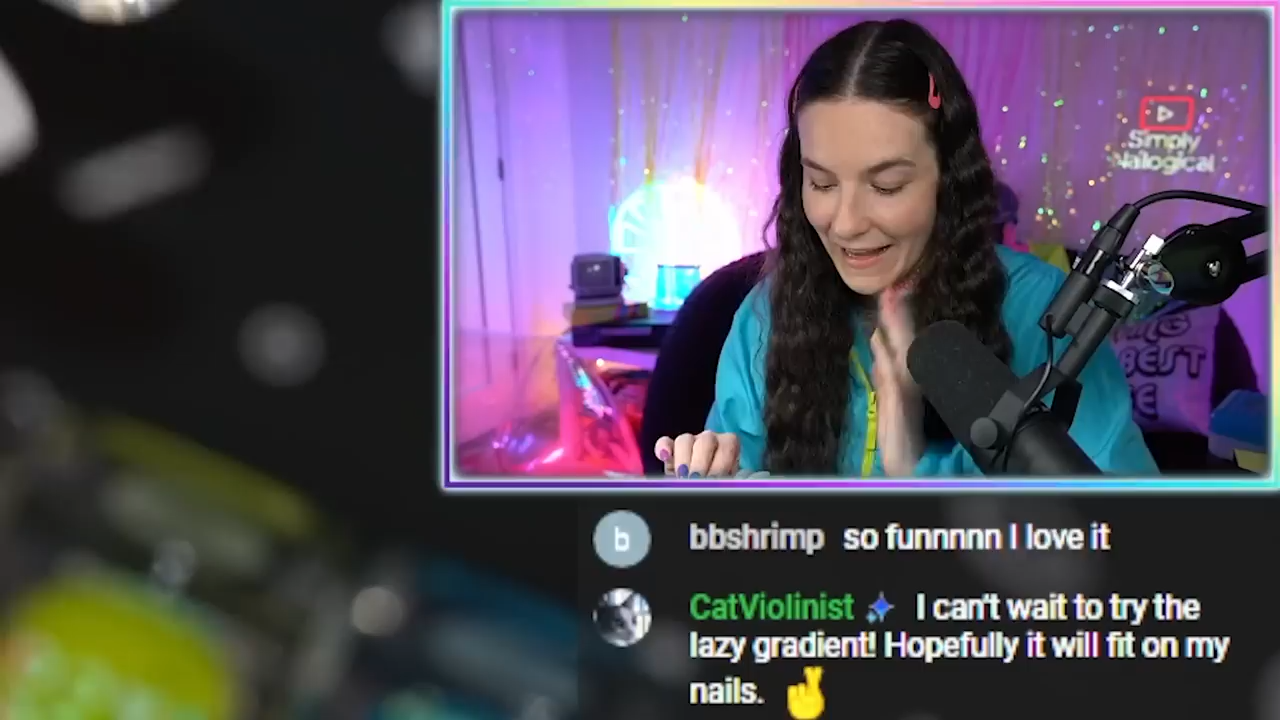 Simply
Nailogical
BEST
bbshrimp so funnnnn I love it
CatViolinist I can't wait to try the
lazy gradient! Hopefully it will fit on my
nails.